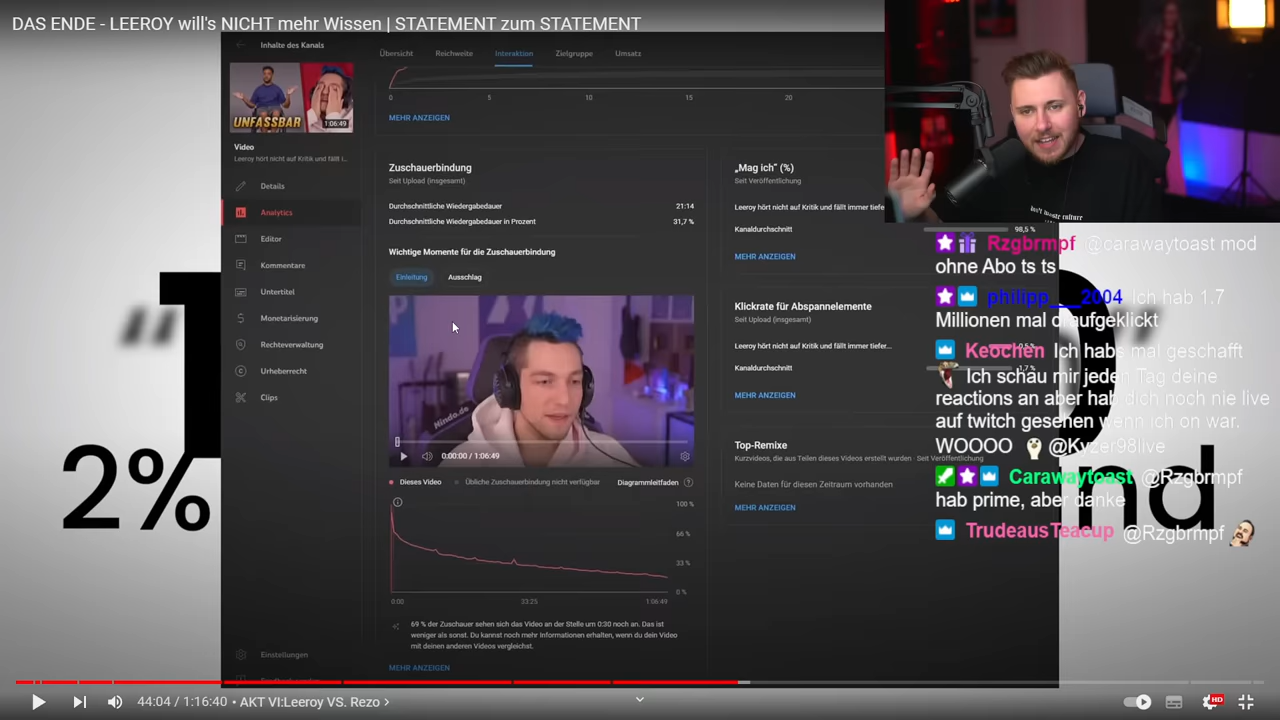 DAS ENDE - LEEROY will's NICHT mehr Wissen | STATEMENT zum STATEMENT
Inhalte des Kanals
UNFASSBAR
1:06:49
Video
Leeroy hört nicht auf Kritik und fällt i...
Details
Analytics
Editor
Kommentare
Untertitel
Monetarisierung
Rechteverwaltung
Urheberrecht
Clips
Einstellungen
Übersicht Reichweite Interaktion Zielgruppe Umsatz
0 5 10 15 20
MEHR ANZEIGEN
Zuschauerbindung
Seit Upload (insgesamt)
Durchschnittliche Wiedergabedauer 21:14
Durchschnittliche Wiedergabedauer in Prozent 31,7 %
Wichtige Momente für die Zuschauerbindung
Einleitung Ausschlag
Nindo.de
0:00:00 / 1:06:49
Dieses Video Übliche Zuschauerbindung nicht verfügbar Diagrammleitfaden
100 %
66 %
33 %
0 %
0:00 33:25 1:06:49
69 % der Zuschauer sehen sich das Video an der Stelle um 0:30 noch an. Das ist
weniger als sonst. Du kannst noch mehr Informationen erhalten, wenn du dein Video
mit deinen anderen Videos vergleichst.
MEHR ANZEIGEN
„Mag ich" (%)
Seit Veröffentlichung
Leeroy hört nicht auf Kritik und fällt immer tiefe...
Kanaldurchschnitt 98,5 %
MEHR ANZEIGEN
Klickrate für Abspannelemente
Seit Upload (insgesamt)
Leeroy hört nicht auf Kritik und fällt immer tiefer...
Kanaldurchschnitt 1,7 %
MEHR ANZEIGEN
Top-Remixe
Kurzvideos, die aus Teilen dieses Videos erstellt wurden · Seit Veröffentlichung
Keine Daten für diesen Zeitraum vorhanden
MEHR ANZEIGEN
2%
nd
Rzgbrmpf @carawaytoast mod
ohne Abo ts ts
philipp___2004 Ich hab 1.7
Millionen mal draufgeklickt
Keochen Ich habs mal geschafft
Ich schau mir jeden Tag deine
reactions an aber hab dich noch nie live
auf twitch gesehen wenn ich on war.
WOOOO @Kyzer98live
Carawaytoast @Rzgbrmpf
hab prime, aber danke
TrudeausTeacup @Rzgbrmpf
44:04 / 1:16:40 • AKT VI:Leeroy VS. Rezo
HD